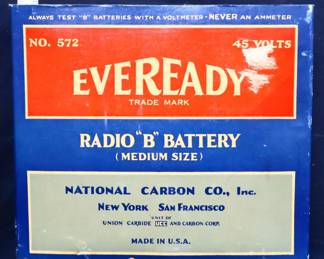 ALWAYS TEST "B" BATTERIES WITH A VOLTMETER - NEVER AN AMMETER
NO. 572 45 VOLTS
EVEREADY
TRADE MARK
RADIO "B" BATTERY
(MEDIUM SIZE)
NATIONAL CARBON CO., Inc.
New York San Francisco
UNIT OF
UNION CARBIDE UCC AND CARBON CORP.
MADE IN U.S.A.